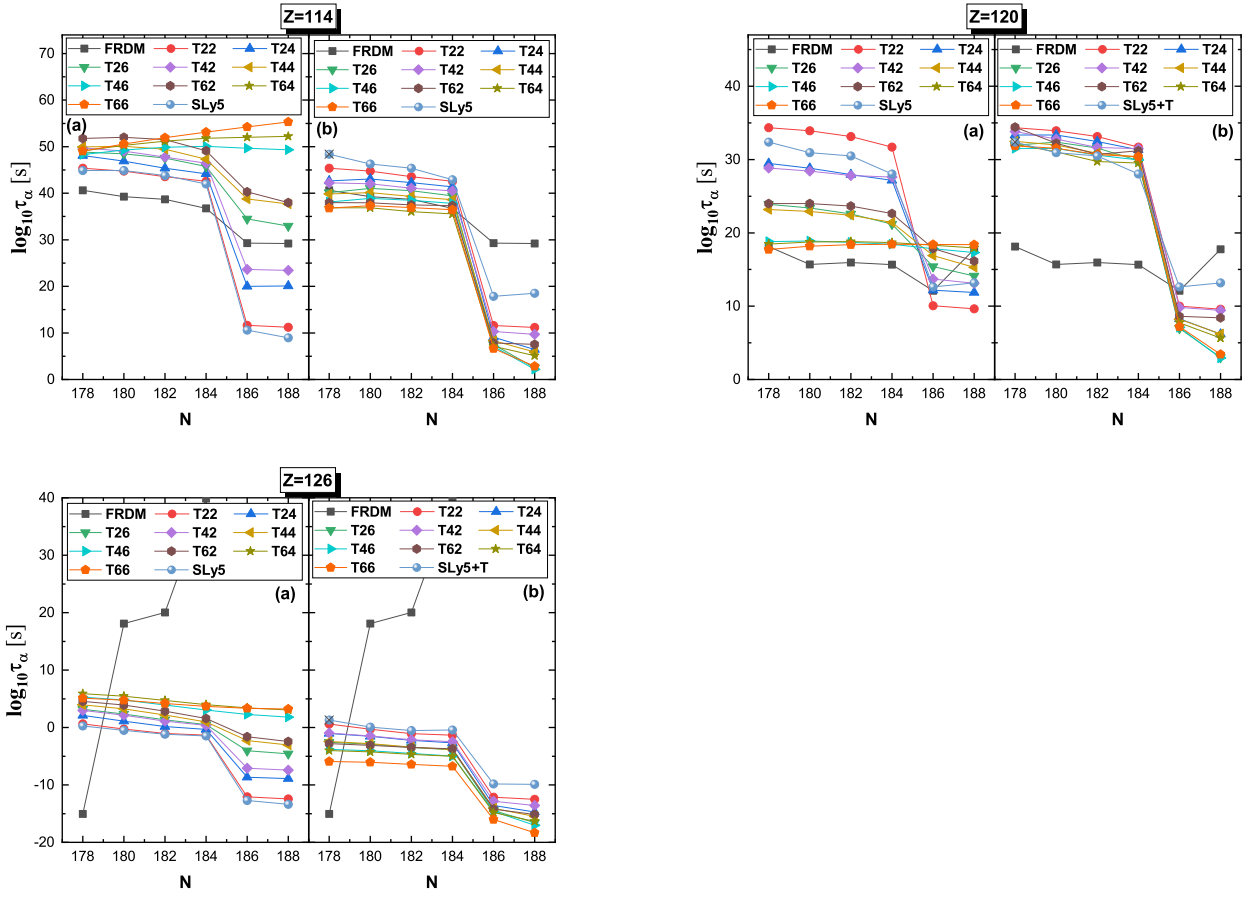 Z=114
FRDM T22 T24
T26 T42 T44
T46 T62 T64
T66 SLy5
(a)
FRDM T22 T24
T26 T42 T44
T46 T62 T64
T66 SLy5
(b)
log10τα [s]
70
60
50
40
30
20
10
0
178 180 182 184 186 188
178 180 182 184 186 188
N
N
Z=120
FRDM T22 T24
T26 T42 T44
T46 T62 T64
T66 SLy5
(a)
FRDM T22 T24
T26 T42 T44
T46 T62 T64
T66 SLy5+T
(b)
log10τα [s]
40
30
20
10
0
178 180 182 184 186 188
178 180 182 184 186 188
N
N
Z=126
FRDM T22 T24
T26 T42 T44
T46 T62 T64
T66 SLy5
(a)
FRDM T22 T24
T26 T42 T44
T46 T62 T64
T66 SLy5+T
(b)
log10τα [s]
40
30
20
10
0
-10
-20
178 180 182 184 186 188
178 180 182 184 186 188
N
N